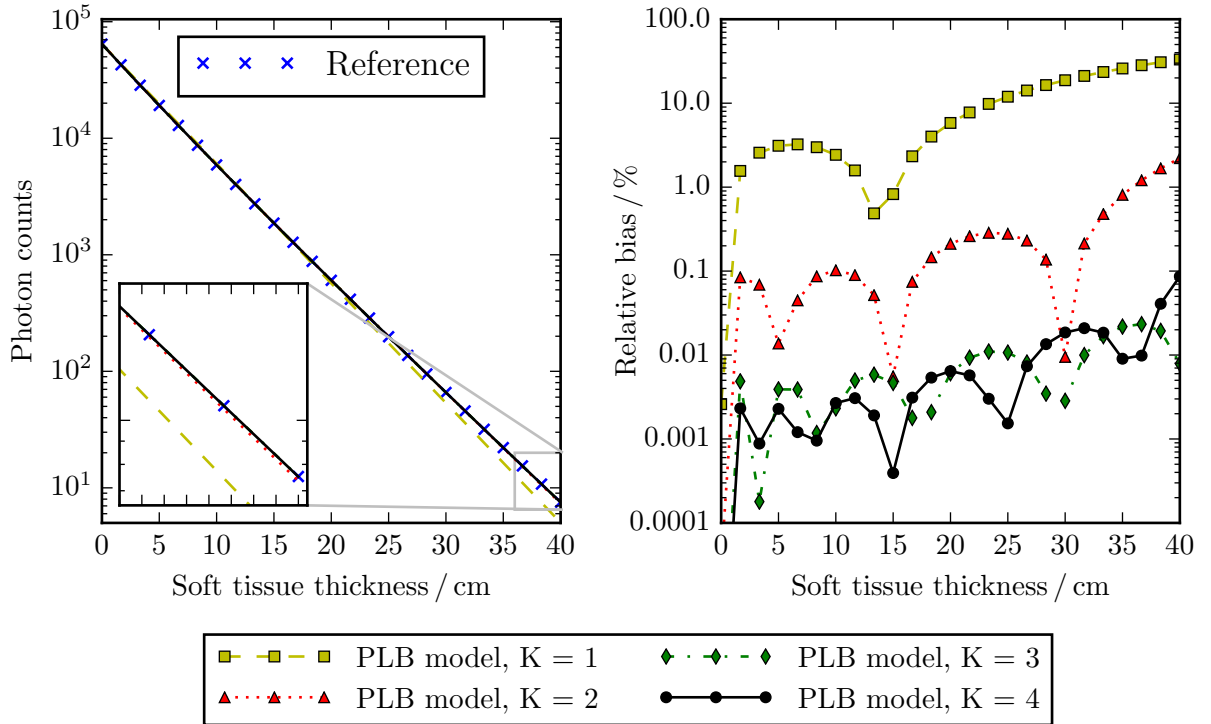 10^5
10^4
10^3
10^2
10^1
Photon counts
Reference
0 5 10 15 20 25 30 35 40
Soft tissue thickness / cm
100.0
10.0
1.0
0.1
0.01
0.001
0.0001
Relative bias / %
0 5 10 15 20 25 30 35 40
Soft tissue thickness / cm
PLB model, K = 1
PLB model, K = 2
PLB model, K = 3
PLB model, K = 4